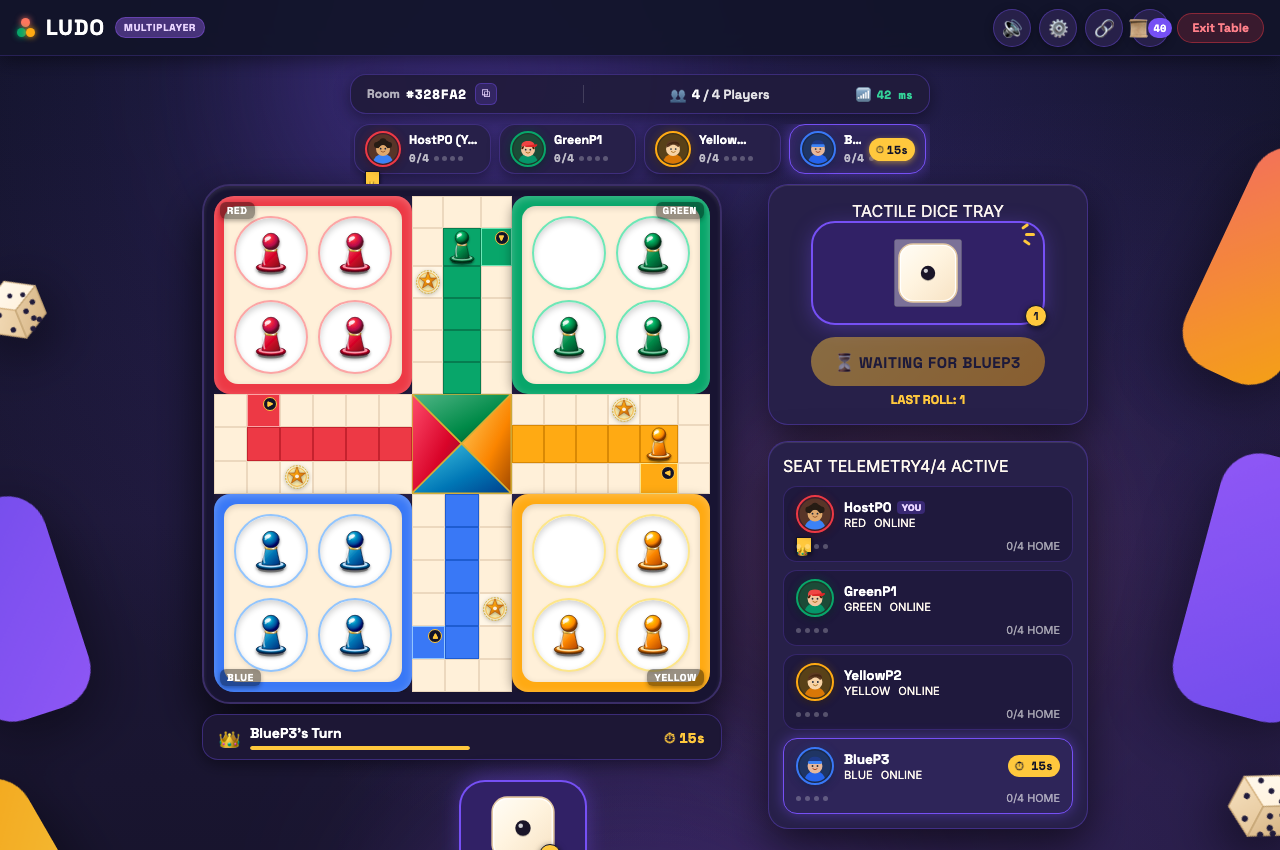 LUDO MULTIPLAYER
40
Exit Table
Room #328FA2
4 / 4 Players
42 ms
HostP0 (Y...
0/4
GreenP1
0/4
Yellow...
0/4
B...
0/4
15s
RED
GREEN
BLUE
YELLOW
BlueP3's Turn
15s
TACTILE DICE TRAY
1
WAITING FOR BLUEP3
LAST ROLL: 1
SEAT TELEMETRY4/4 ACTIVE
HostP0 YOU
RED ONLINE
0/4 HOME
GreenP1
GREEN ONLINE
0/4 HOME
YellowP2
YELLOW ONLINE
0/4 HOME
BlueP3
BLUE ONLINE
15s
0/4 HOME